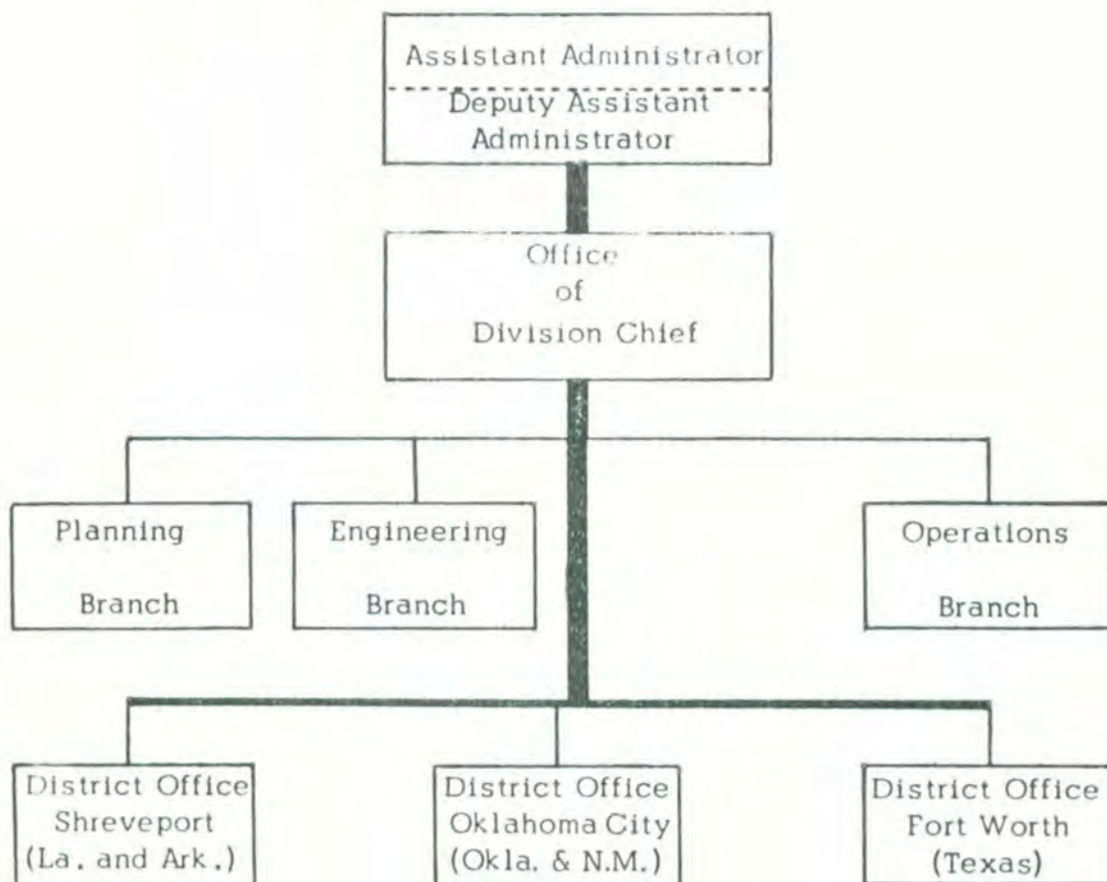 Assistant Administrator
Deputy Assistant
Administrator
Office
of
Division Chief
Planning
Branch
Engineering
Branch
Operations
Branch
District Office
Shreveport
(La. and Ark.)
District Office
Oklahoma City
(Okla. & N.M.)
District Office
Fort Worth
(Texas)